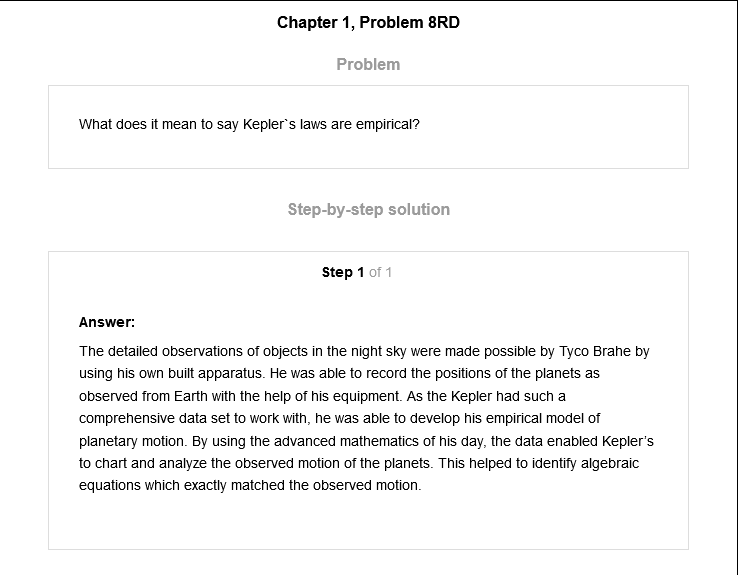 Chapter 1, Problem 8RD
Problem
What does it mean to say Kepler`s laws are empirical?
Step-by-step solution
Step 1 of 1
Answer:
The detailed observations of objects in the night sky were made possible by Tyco Brahe by
using his own built apparatus. He was able to record the positions of the planets as
observed from Earth with the help of his equipment. As the Kepler had such a
comprehensive data set to work with, he was able to develop his empirical model of
planetary motion. By using the advanced mathematics of his day, the data enabled Kepler’s
to chart and analyze the observed motion of the planets. This helped to identify algebraic
equations which exactly matched the observed motion.